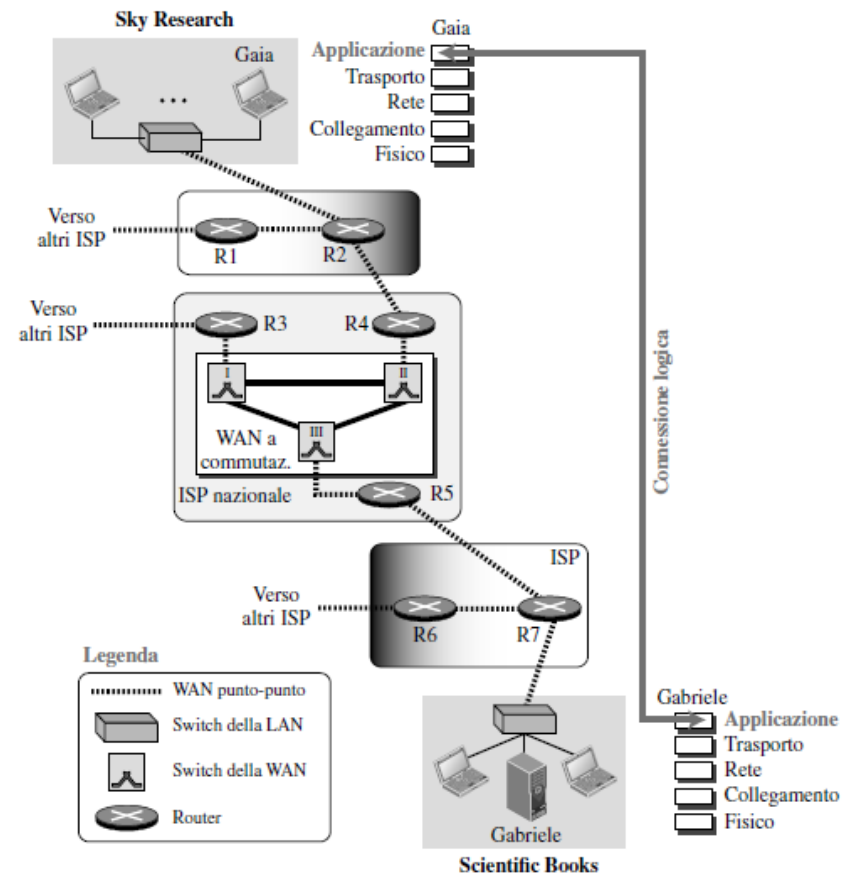 Sky Research
Gaia
Gaia
Applicazione
Trasporto
Rete
Collegamento
Fisico
Verso
altri ISP
R1
R2
Verso
altri ISP
R3
R4
I
II
III
WAN a
commutaz.
ISP nazionale
R5
Connessione logica
ISP
Verso
altri ISP
R6
R7
Legenda
WAN punto-punto
Switch della LAN
Switch della WAN
Router
Gabriele
Scientific Books
Gabriele
Applicazione
Trasporto
Rete
Collegamento
Fisico